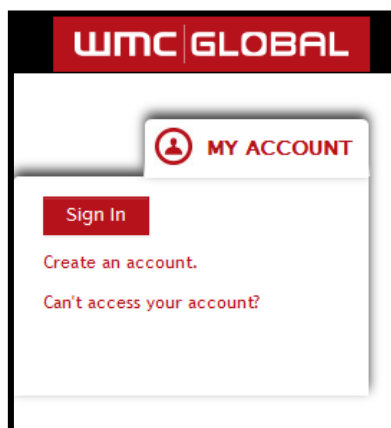 WMC|GLOBAL
MY ACCOUNT
Sign In
Create an account.
Can't access your account?